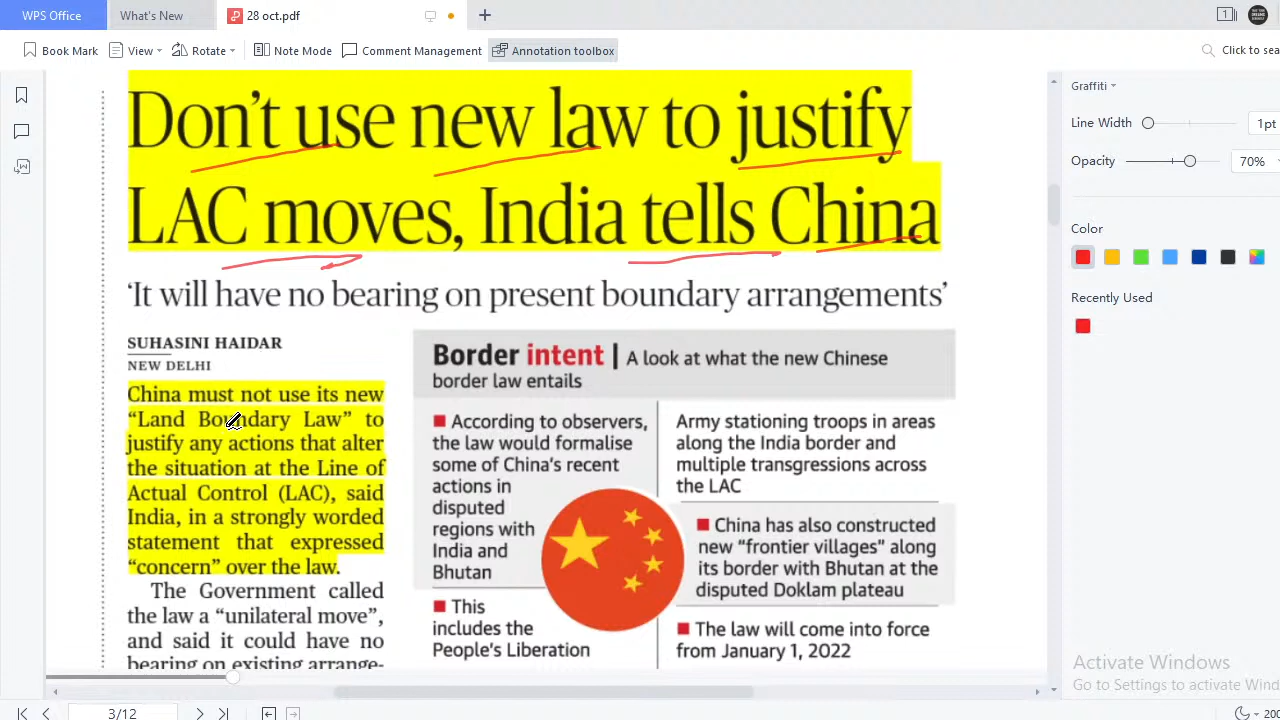 WPS Office
What's New
28 oct.pdf
1
Book Mark
View
Rotate
Note Mode
Comment Management
Annotation toolbox
Click to sea
Don't use new law to justify
LAC moves, India tells China
'It will have no bearing on present boundary arrangements'
SUHASINI HAIDAR
NEW DELHI
China must not use its new
"Land Boundary Law" to
justify any actions that alter
the situation at the Line of
Actual Control (LAC), said
India, in a strongly worded
statement that expressed
"concern" over the law.
The Government called
the law a "unilateral move",
and said it could have no
bearing on existing arrange-
Border intent | A look at what the new Chinese
border law entails
According to observers,
the law would formalise
some of China's recent
actions in
disputed
regions with
India and
Bhutan
This
includes the
People's Liberation
Army stationing troops in areas
along the India border and
multiple transgressions across
the LAC
China has also constructed
new "frontier villages" along
its border with Bhutan at the
disputed Doklam plateau
The law will come into force
from January 1, 2022
Graffiti
Line Width
1pt
Opacity
70%
Color
Recently Used
Activate Windows
Go to Settings to activate Wind
3/12
200